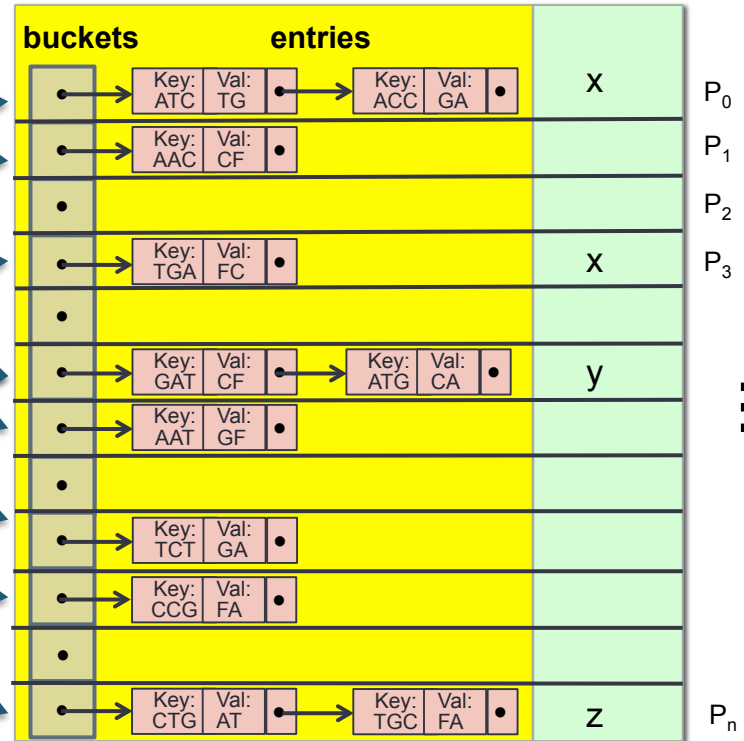 buckets entries
Key: ATC Val: TG Key: ACC Val: GA x P0
Key: AAC Val: CF P1
P2
Key: TGA Val: FC x P3
Key: GAT Val: CF Key: ATG Val: CA y
Key: AAT Val: GF
Key: TCT Val: GA
Key: CCG Val: FA
Key: CTG Val: AT Key: TGC Val: FA z Pn